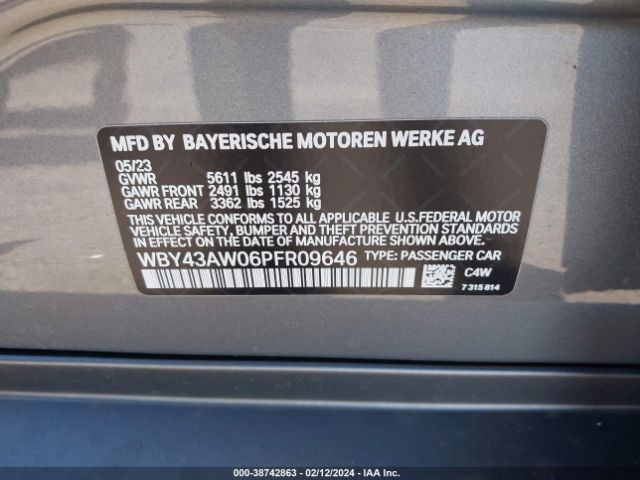 MFD BY BAYERISCHE MOTOREN WERKE AG
05/23
GVWR 5611 lbs 2545 kg
GAWR FRONT 2491 lbs 1130 kg
GAWR REAR 3362 lbs 1525 kg
THIS VEHICLE CONFORMS TO ALL APPLICABLE U.S.FEDERAL MOTOR
VEHICLE SAFETY, BUMPER AND THEFT PREVENTION STANDARDS
IN EFFECT ON THE DATE OF MANUFACTURE SHOWN ABOVE.
WBY43AW06PFR09646 TYPE: PASSENGER CAR
C4W
7 315 814
000-38742863 - 02/12/2024 - IAAI.COM